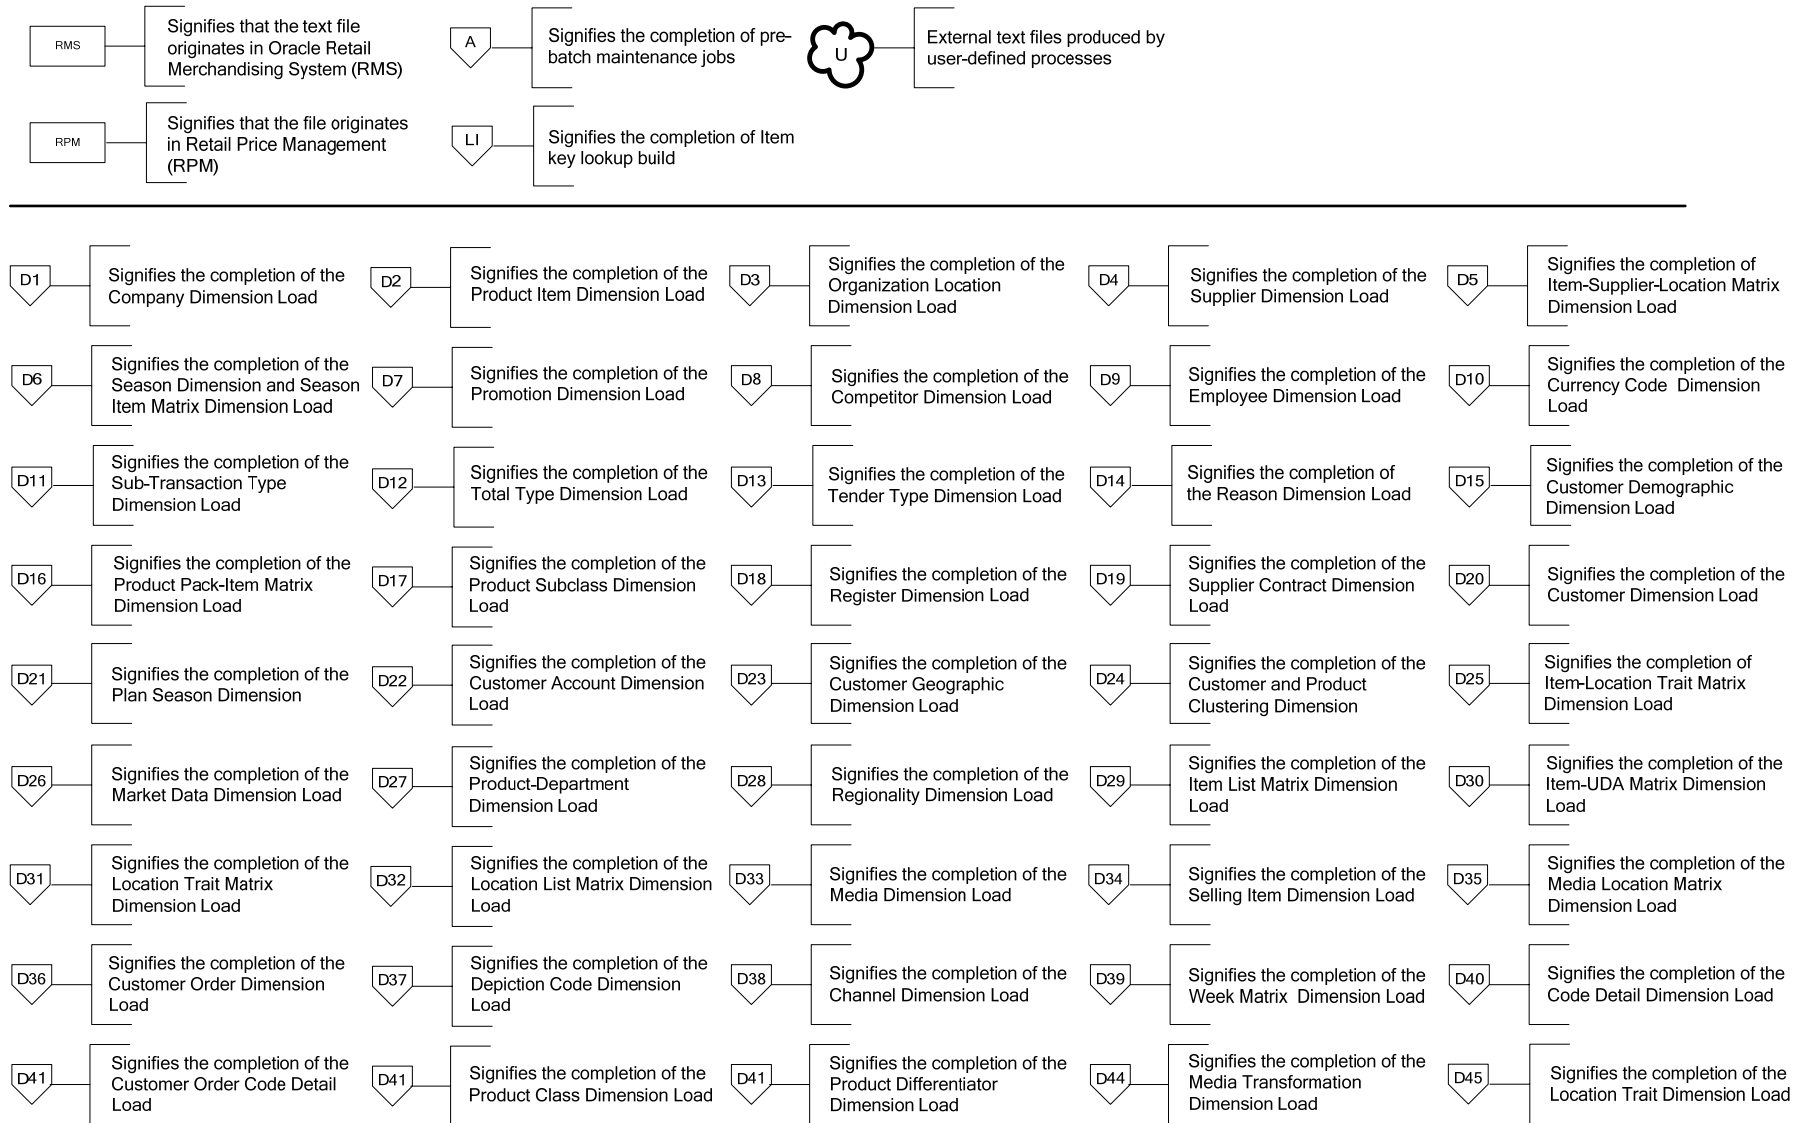 RMS
Signifies that the text file
originates in Oracle Retail
Merchandising System (RMS)
A
Signifies the completion of pre-
batch maintenance jobs
U
External text files produced by
user-defined processes
RPM
Signifies that the file originates
in Retail Price Management
(RPM)
LI
Signifies the completion of Item
key lookup build
D1
Signifies the completion of the
Company Dimension Load
D2
Signifies the completion of the
Product Item Dimension Load
D3
Signifies the completion of the
Organization Location
Dimension Load
D4
Signifies the completion of the
Supplier Dimension Load
D5
Signifies the completion of
Item-Supplier-Location Matrix
Dimension Load
D6
Signifies the completion of the
Season Dimension and Season
Item Matrix Dimension Load
D7
Signifies the completion of the
Promotion Dimension Load
D8
Signifies the completion of the
Competitor Dimension Load
D9
Signifies the completion of the
Employee Dimension Load
D10
Signifies the completion of the
Currency Code Dimension
Load
D11
Signifies the completion of the
Sub-Transaction Type
Dimension Load
D12
Signifies the completion of the
Total Type Dimension Load
D13
Signifies the completion of the
Tender Type Dimension Load
D14
Signifies the completion of
the Reason Dimension Load
D15
Signifies the completion of the
Customer Demographic
Dimension Load
D16
Signifies the completion of the
Product Pack-Item Matrix
Dimension Load
D17
Signifies the completion of the
Product Subclass Dimension
Load
D18
Signifies the completion of the
Register Dimension Load
D19
Signifies the completion of the
Supplier Contract Dimension
Load
D20
Signifies the completion of the
Customer Dimension Load
D21
Signifies the completion of the
Plan Season Dimension
D22
Signifies the completion of the
Customer Account Dimension
Load
D23
Signifies the completion of the
Customer Geographic
Dimension Load
D24
Signifies the completion of the
Customer and Product
Clustering Dimension
D25
Signifies the completion of
Item-Location Trait Matrix
Dimension Load
D26
Signifies the completion of the
Market Data Dimension Load
D27
Signifies the completion of the
Product-Department
Dimension Load
D28
Signifies the completion of the
Regionality Dimension Load
D29
Signifies the completion of the
Item List Matrix Dimension
Load
D30
Signifies the completion of the
Item-UDA Matrix Dimension
Load
D31
Signifies the completion of the
Location Trait Matrix
Dimension Load
D32
Signifies the completion of the
Location List Matrix Dimension
Load
D33
Signifies the completion of the
Media Dimension Load
D34
Signifies the completion of the
Selling Item Dimension Load
D35
Signifies the completion of the
Media Location Matrix
Dimension Load
D36
Signifies the completion of the
Customer Order Dimension
Load
D37
Signifies the completion of the
Depiction Code Dimension
Load
D38
Signifies the completion of the
Channel Dimension Load
D39
Signifies the completion of the
Week Matrix Dimension Load
D40
Signifies the completion of the
Code Detail Dimension Load
D41
Signifies the completion of the
Customer Order Code Detail
Load
D41
Signifies the completion of the
Product Class Dimension Load
D41
Signifies the completion of the
Product Differentiator
Dimension Load
D44
Signifies the completion of the
Media Transformation
Dimension Load
D45
Signifies the completion of the
Location Trait Dimension Load